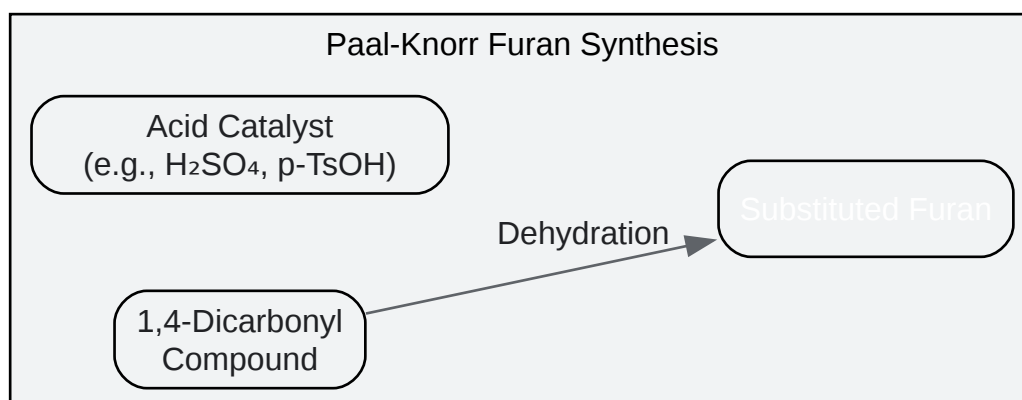 Paal-Knorr Furan Synthesis
Acid Catalyst
(e.g., H₂SO₄, p-TsOH)
Substituted Furan
Dehydration
1,4-Dicarbonyl
Compound